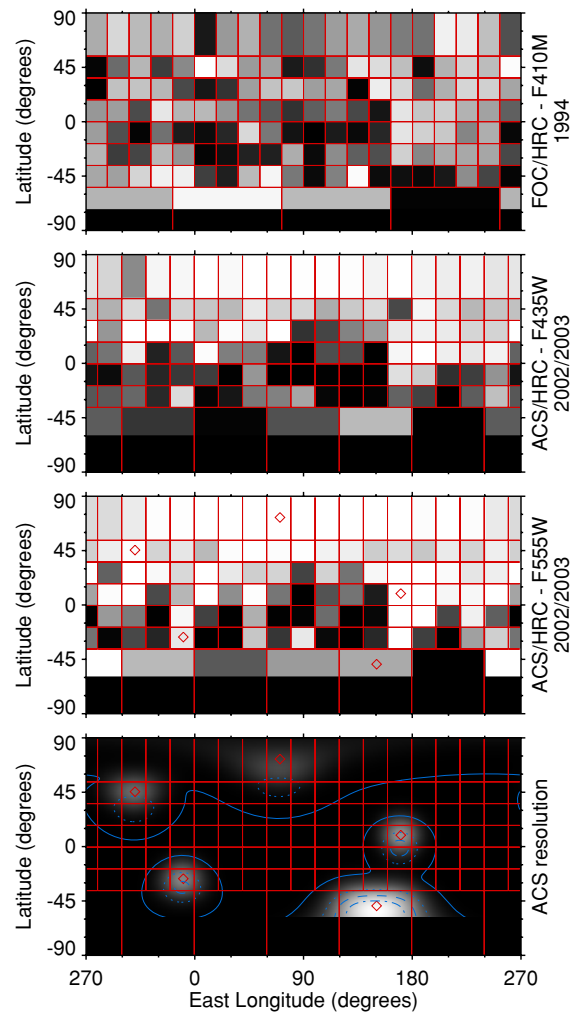 90
45
0
-45
-90
Latitude (degrees)
FOC/HRC - F410M
1994
90
45
0
-45
-90
Latitude (degrees)
ACS/HRC - F435W
2002/2003
90
45
0
-45
-90
Latitude (degrees)
ACS/HRC - F555W
2002/2003
90
45
0
-45
-90
Latitude (degrees)
ACS resolution
270 0 90 180 270
East Longitude (degrees)